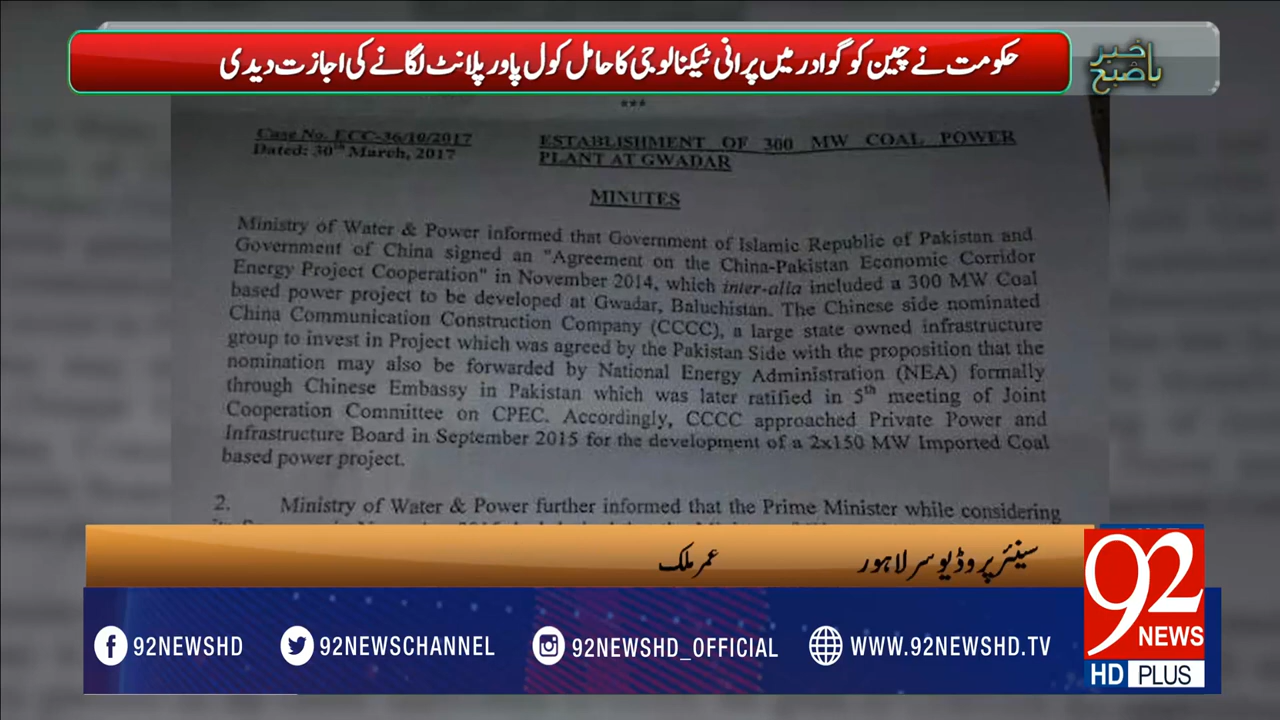 حکومت نے چین کو گوادر میں پرانی ٹیکنالوجی کا حامل کول پاور پلانٹ لگانے کی اجازت دیدی
باخبر صبح
***
Case No. ECC-36/10/2017
Dated: 30th March, 2017
ESTABLISHMENT OF 300 MW COAL POWER
PLANT AT GWADAR
MINUTES
Ministry of Water & Power informed that Government of Islamic Republic of Pakistan and
Government of China signed an "Agreement on the China-Pakistan Economic Corridor
Energy Project Cooperation" in November 2014, which inter-alia included a 300 MW Coal
based power project to be developed at Gwadar, Baluchistan. The Chinese side nominated
China Communication Construction Company (CCCC), a large state owned infrastructure
group to invest in Project which was agreed by the Pakistan Side with the proposition that the
nomination may also be forwarded by National Energy Administration (NEA) formally
through Chinese Embassy in Pakistan which was later ratified in 5th meeting of Joint
Cooperation Committee on CPEC. Accordingly, CCCC approached Private Power and
Infrastructure Board in September 2015 for the development of a 2x150 MW Imported Coal
based power project.
2. Ministry of Water & Power further informed that the Prime Minister while considering
سینئر پروڈیوسر لاہور عمر ملک
92 NEWS
HD PLUS
92NEWSHD 92NEWSCHANNEL 92NEWSHD_OFFICIAL WWW.92NEWSHD.TV